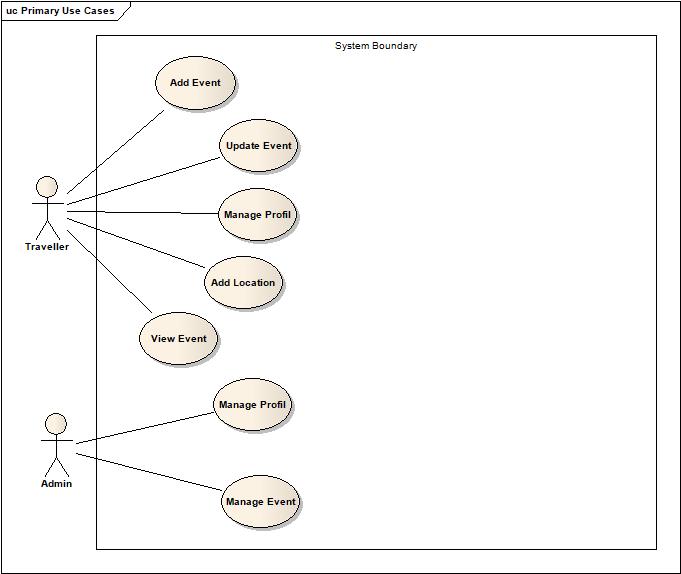 uc Primary Use Cases
System Boundary
Add Event
Update Event
Manage Profil
Traveller
Add Location
View Event
Manage Profil
Admin
Manage Event